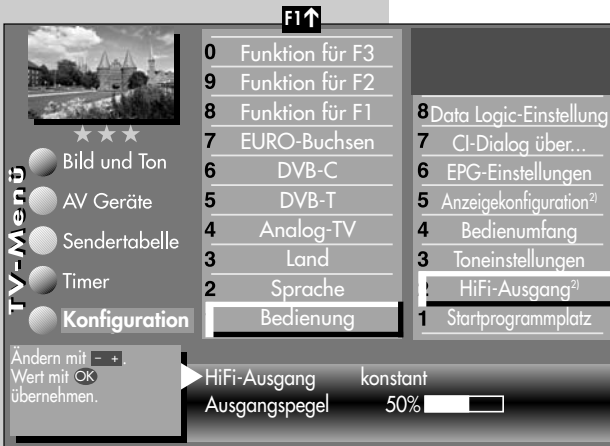 F1↑
TV-Menü
Bild und Ton
AV Geräte
Sendertabelle
Timer
Konfiguration
0 Funktion für F3
9 Funktion für F2
8 Funktion für F1
7 EURO-Buchsen
6 DVB-C
5 DVB-T
4 Analog-TV
3 Land
2 Sprache
Bedienung
8 Data Logic-Einstellung
7 CI-Dialog über...
6 EPG-Einstellungen
5 Anzeigekonfiguration2)
4 Bedienumfang
3 Toneinstellungen
2 HiFi-Ausgang2)
1 Startprogrammplatz
Ändern mit - + .
Wert mit OK
übernehmen.
HiFi-Ausgang konstant
Ausgangspegel 50%